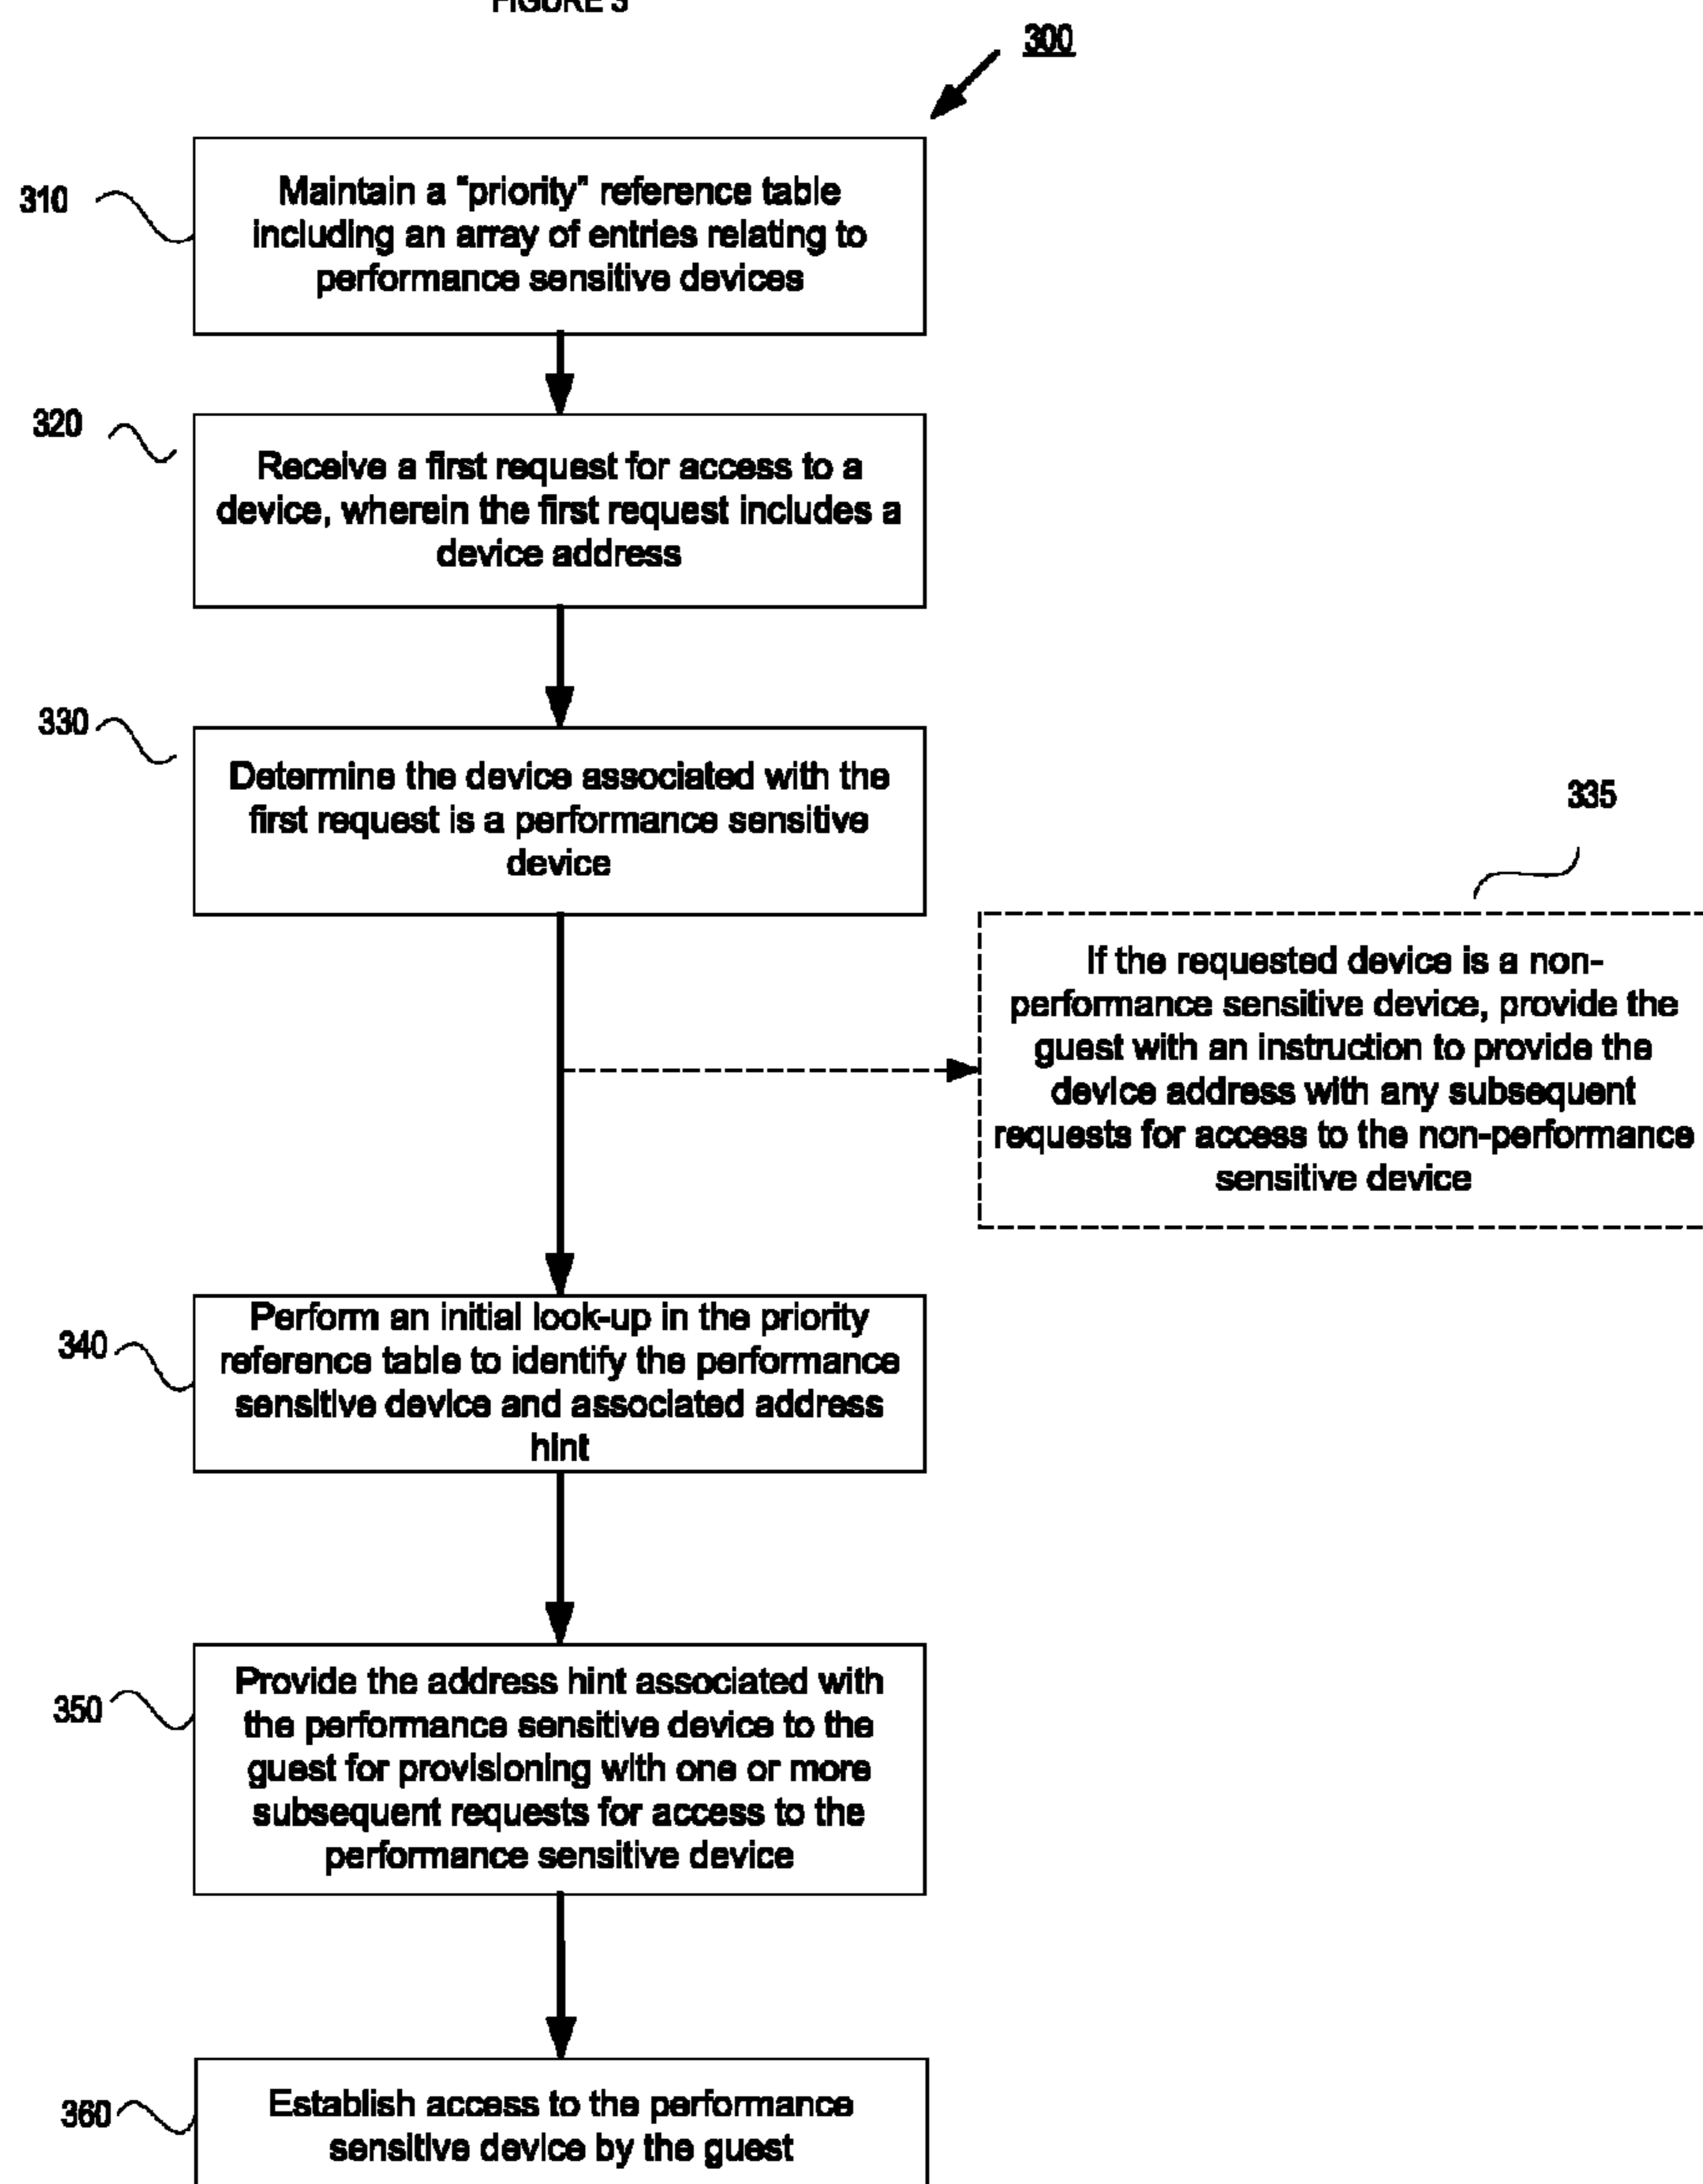 FIGURE 3
300
310
Maintain a "priority" reference table
including an array of entries relating to
performance sensitive devices
320
Receive a first request for access to a
device, wherein the first request includes a
device address
330
Determine the device associated with the
first request is a performance sensitive
device
335
If the requested device is a non-
performance sensitive device, provide the
guest with an instruction to provide the
device address with any subsequent
requests for access to the non-performance
sensitive device
340
Perform an initial look-up in the priority
reference table to identify the performance
sensitive device and associated address
hint
350
Provide the address hint associated with
the performance sensitive device to the
guest for provisioning with one or more
subsequent requests for access to the
performance sensitive device
360
Establish access to the performance
sensitive device by the guest